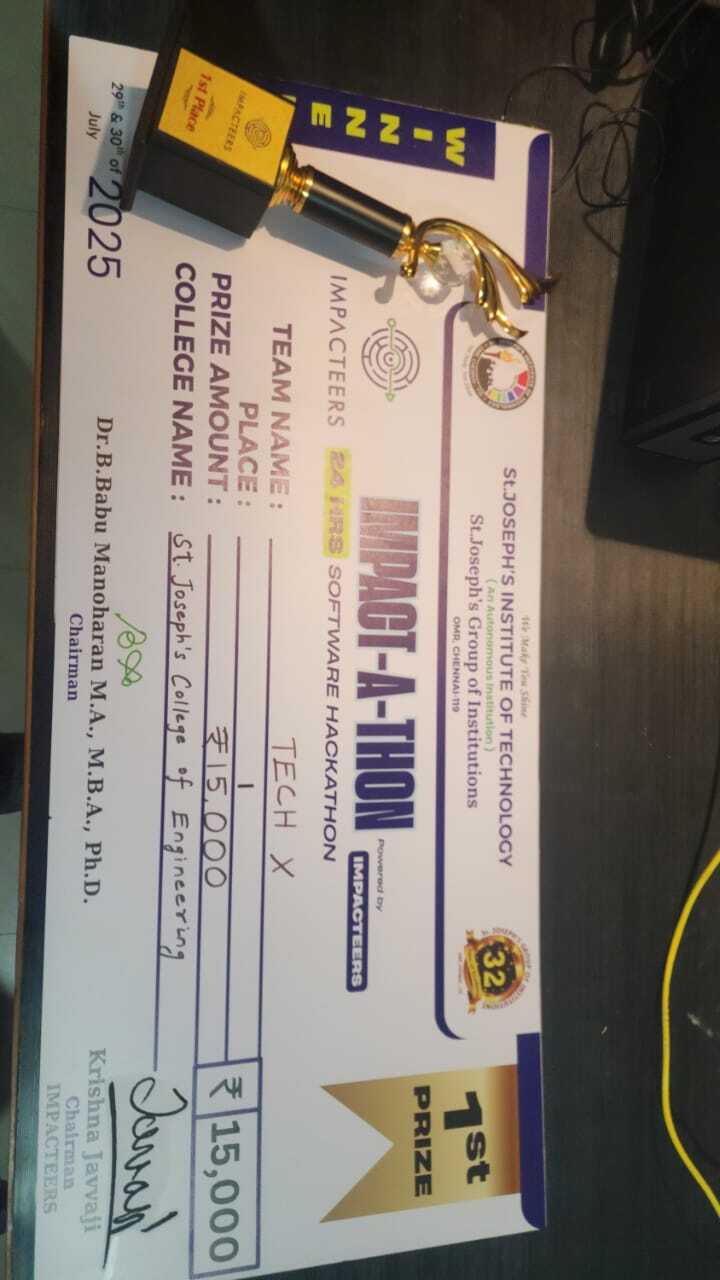 WINNE
We Make You Shine
St.JOSEPH'S INSTITUTE OF TECHNOLOGY
(An Autonomous Institution)
St.Joseph's Group of Institutions
OMR, CHENNAI-119
32
1st
PRIZE
IMPACTEERS
IMPACT-A-THON
Powered by
IMPACTEERS
24 HRS SOFTWARE HACKATHON
TEAM NAME: TECH X
PLACE: 1
PRIZE AMOUNT: ₹15,000
₹ 15,000
COLLEGE NAME: St. Joseph's College of Engineering
29th & 30th of
July 2025
Dr.B.Babu Manoharan M.A., M.B.A., Ph.D.
Chairman
Javvaji
Krishna Javvaji
Chairman
IMPACTEERS
IMPACTEERS
1st Place